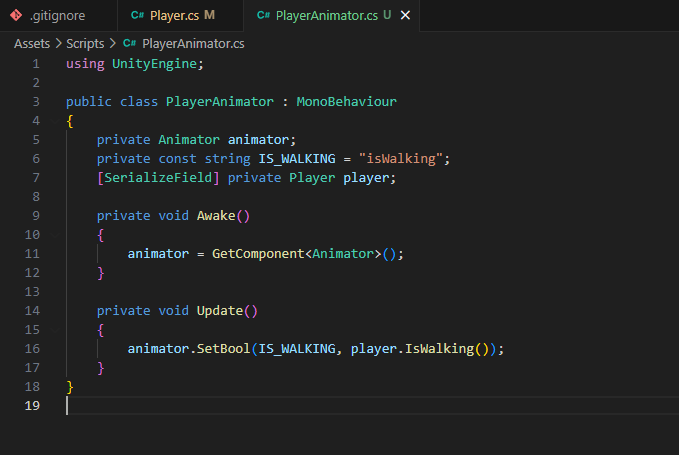 .gitignore Player.cs M PlayerAnimator.cs U
Assets > Scripts > PlayerAnimator.cs
1 using UnityEngine;
2
3 public class PlayerAnimator : MonoBehaviour
4 {
5     private Animator animator;
6     private const string IS_WALKING = "isWalking";
7     [SerializeField] private Player player;
8
9     private void Awake()
10     {
11         animator = GetComponent<Animator>();
12     }
13
14     private void Update()
15     {
16         animator.SetBool(IS_WALKING, player.IsWalking());
17     }
18 }
19